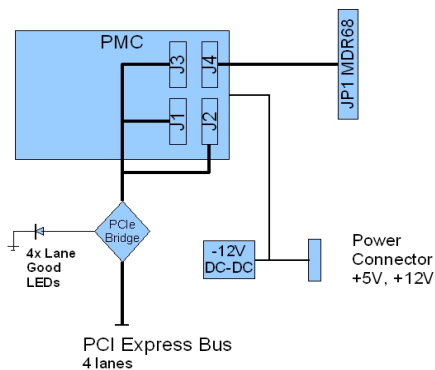 PMC
J3
J4
J1
J2
JP1 MDR68
PCIe
Bridge
4x Lane
Good
LEDs
-12V
DC-DC
Power
Connector
+5V, +12V
PCI Express Bus
4 lanes